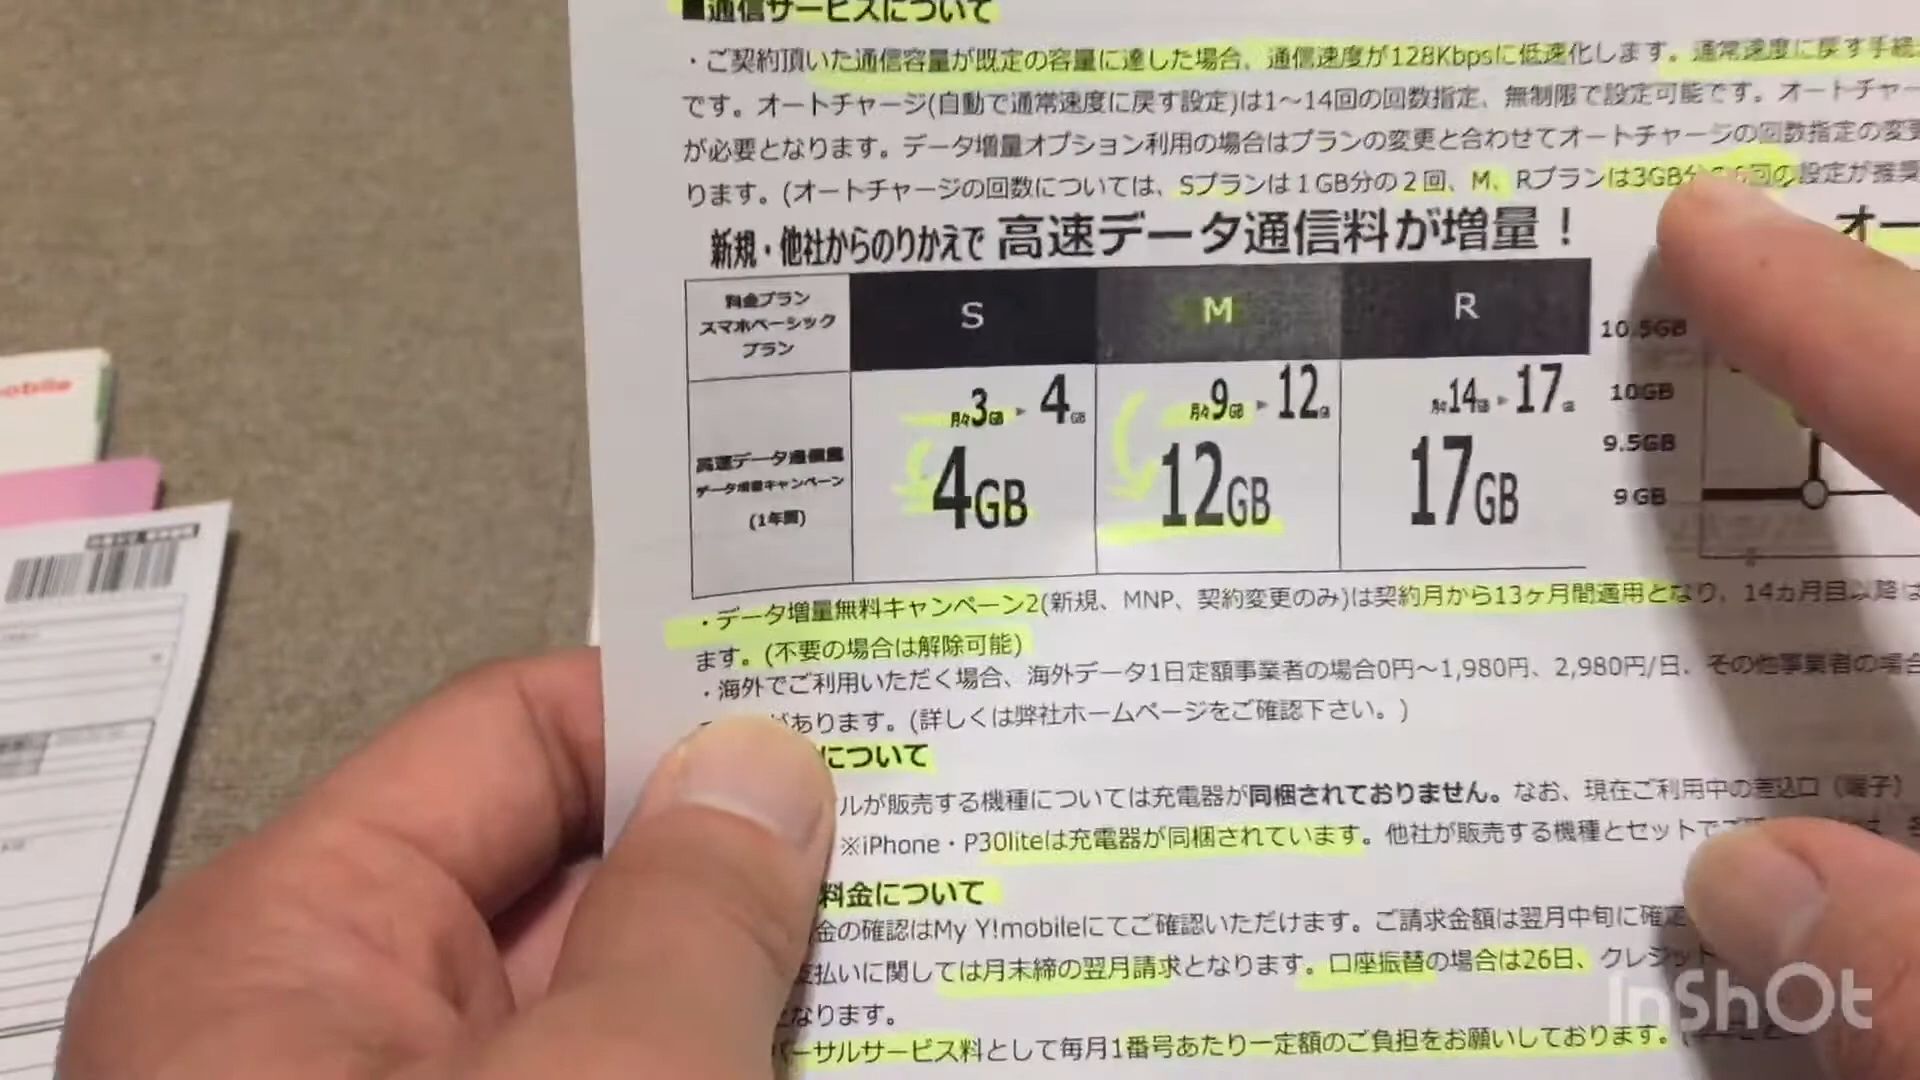 ■通信サービスについて
・ご契約頂いた通信容量が既定の容量に達した場合、通信速度が128Kbpsに低速化します。通常速度に戻す手続
です。オートチャージ(自動で通常速度に戻す設定)は1～14回の回数指定、無制限で設定可能です。オートチャー
が必要となります。データ増量オプション利用の場合はプランの変更と合わせてオートチャージの回数指定の変更
ります。(オートチャージの回数については、Sプランは1GB分の2回、M、Rプランは3GB分の6回の設定が推奨
新規・他社からのりかえで 高速データ通信料が増量！
オー
料金プラン
スマホベーシック
プラン
S
M
R
10.5GB
10GB
9.5GB
9GB
高速データ通信量
データ増量キャンペーン
(1年間)
月々3GB ▶ 4GB
4GB
月々9GB ▶ 12GB
12GB
月々14GB ▶ 17GB
17GB
・データ増量無料キャンペーン2(新規、MNP、契約変更のみ)は契約月から13ヶ月間適用となり、14カ月目以降は
ます。(不要の場合は解除可能)
・海外でご利用いただく場合、海外データ1日定額事業者の場合0円～1,980円、2,980円/日、その他事業者の場合
があります。(詳しくは弊社ホームページをご確認下さい。)
について
ルが販売する機種については充電器が同梱されておりません。なお、現在ご利用中の差込口（端子）
※iPhone・P30liteは充電器が同梱されています。他社が販売する機種とセットで
料金について
金の確認はMy Y!mobileにてご確認いただけます。ご請求金額は翌月中旬に確定
支払いに関しては月末締の翌月請求となります。口座振替の場合は26日、クレジット
となります。
バーサルサービス料として毎月1番号あたり一定額のご負担をお願いしております。
InShOt
obile